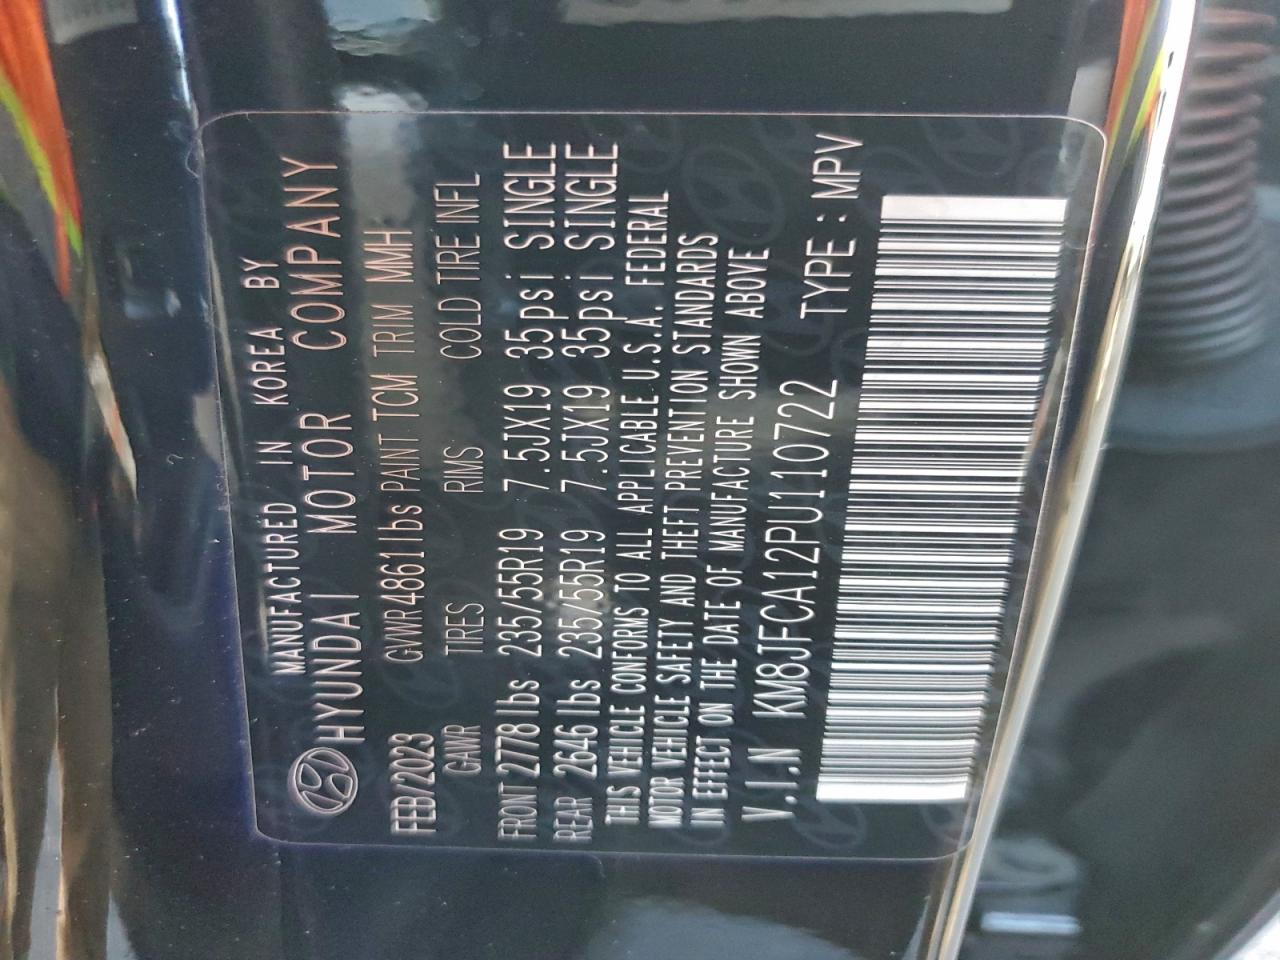 MANUFACTURED IN KOREA BY
HYUNDAI MOTOR COMPANY
FEB/2023 GWR4861lbs PAINT TCM TRIM MMH
GAWR TIRES RIMS COLD TIRE INFL
FRONT 2778 lbs 235/55R19 7.5JX19 35psi SINGLE
REAR 2646 lbs 235/55R19 7.5JX19 35psi SINGLE
THIS VEHICLE CONFORMS TO ALL APPLICABLE U.S.A. FEDERAL
MOTOR VEHICLE SAFETY AND THEFT PREVENTION STANDARDS
IN EFFECT ON THE DATE OF MANUFACTURE SHOWN ABOVE
V.I.N KM8JFCA12PU110722 TYPE : MPV